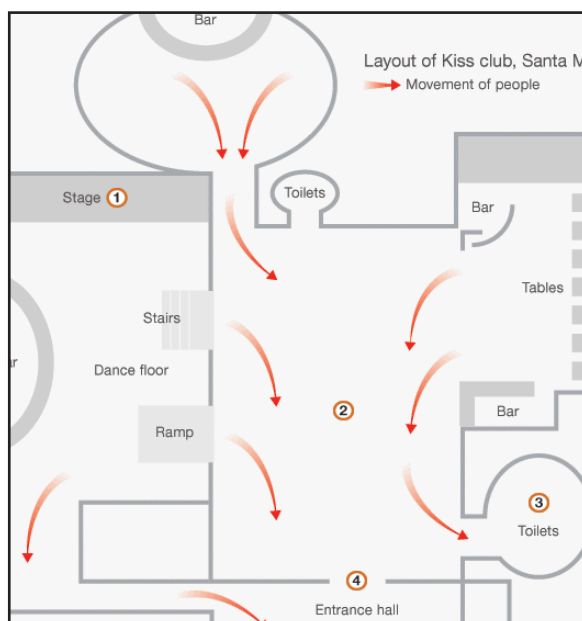 Bar
Layout of Kiss club, Santa M
Movement of people
Toilets
Stage 1
Bar
Tables
Stairs
ar
Dance floor
2
Bar
Ramp
3
Toilets
4
Entrance hall